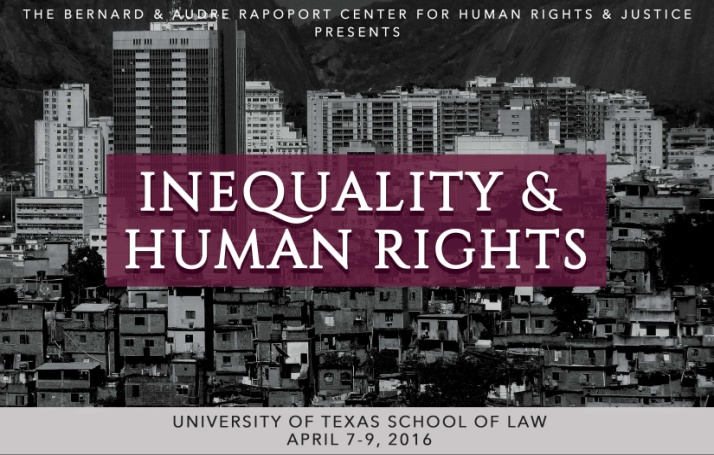 THE BERNARD & AUDRE RAPOPORT CENTER FOR HUMAN RIGHTS & JUSTICE
PRESENTS
INEQUALITY &
HUMAN RIGHTS
UNIVERSITY OF TEXAS SCHOOL OF LAW
APRIL 7-9, 2016